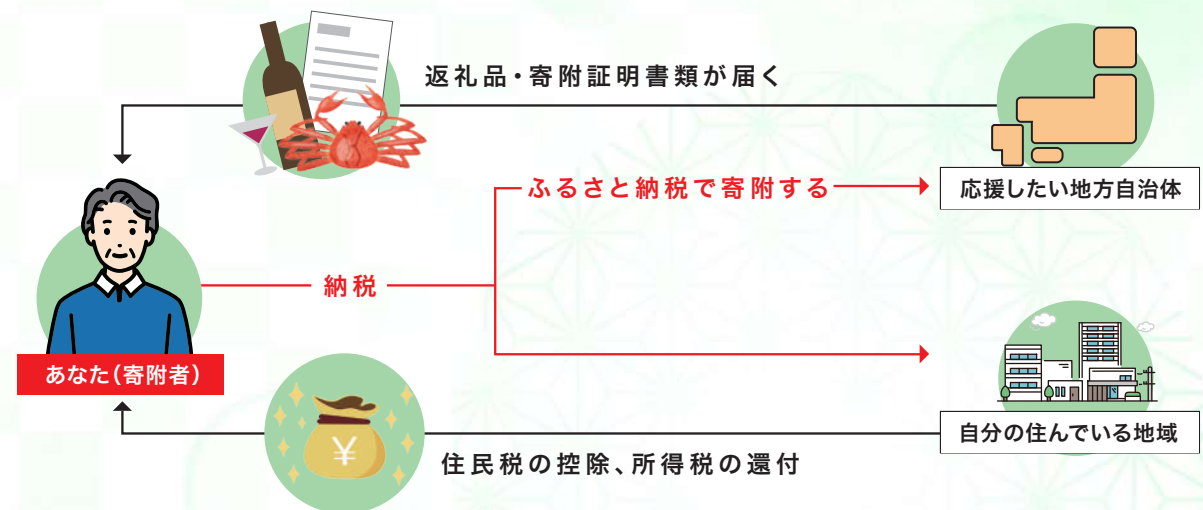 返礼品・寄附証明書類が届く
ふるさと納税で寄附する
応援したい地方自治体
納税
あなた(寄附者)
¥
自分の住んでいる地域
住民税の控除、所得税の還付